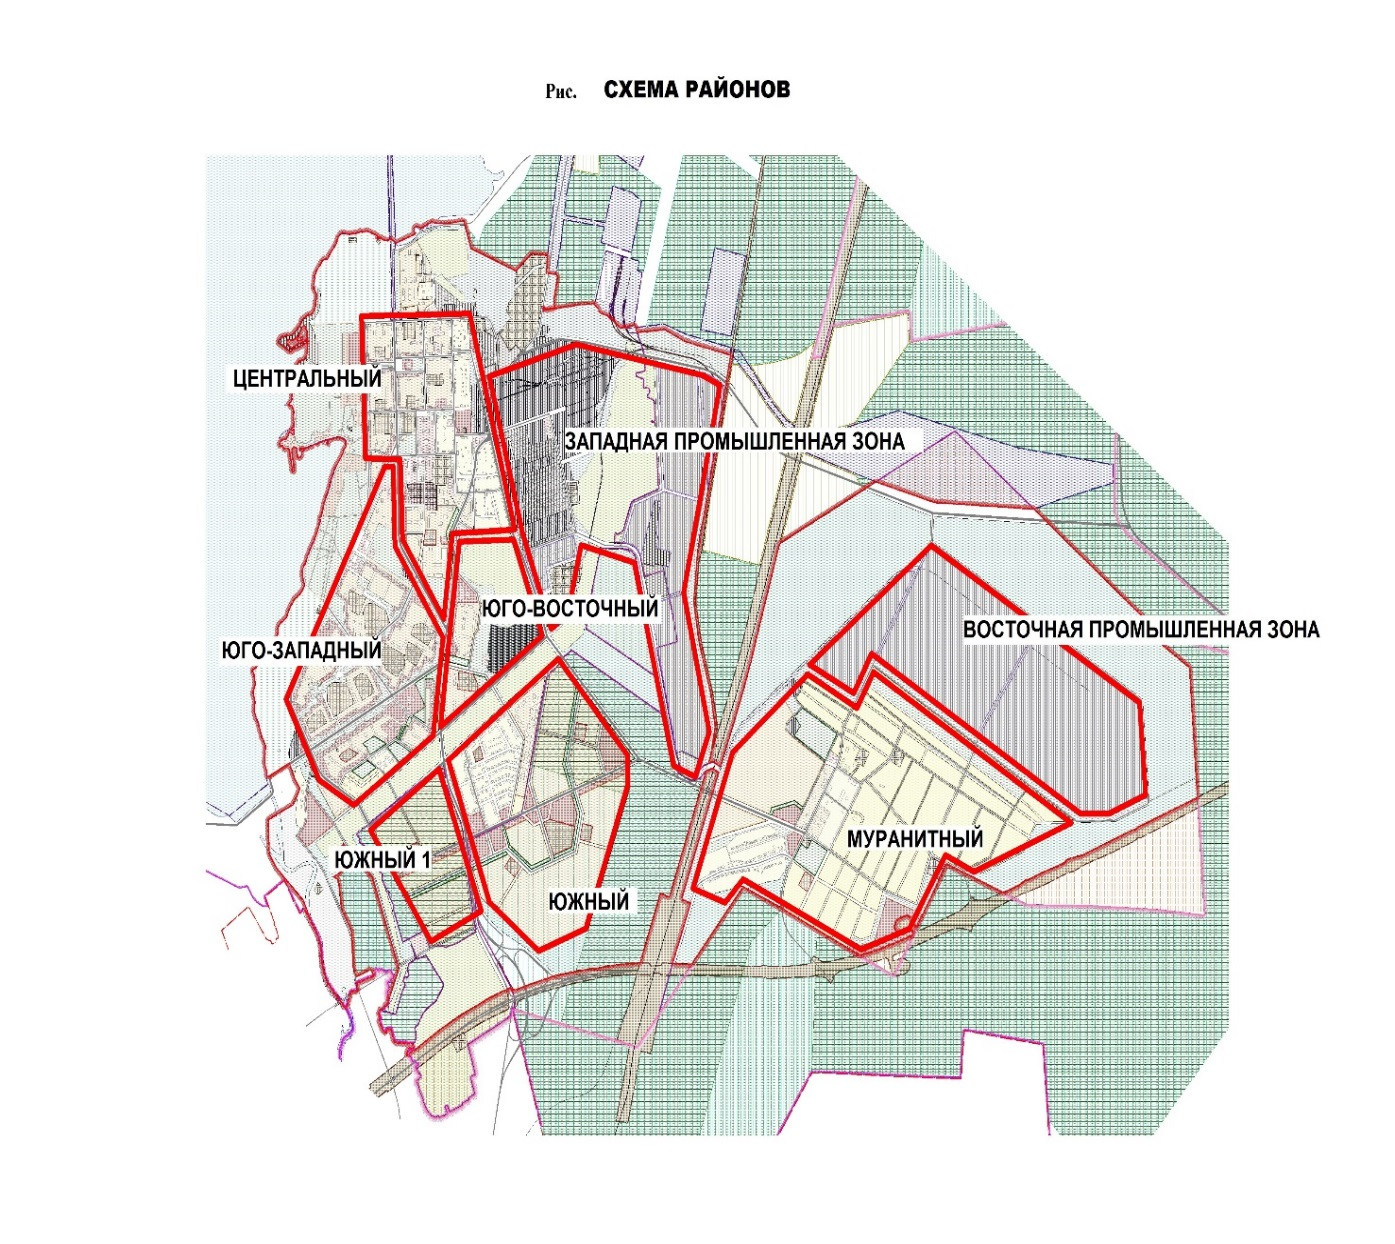 Рис. СХЕМА РАЙОНОВ
ЦЕНТРАЛЬНЫЙ
ЗАПАДНАЯ ПРОМЫШЛЕННАЯ ЗОНА
ЮГО-ВОСТОЧНЫЙ
ВОСТОЧНАЯ ПРОМЫШЛЕННАЯ ЗОНА
ЮГО-ЗАПАДНЫЙ
МУРАНИТНЫЙ
ЮЖНЫЙ 1
ЮЖНЫЙ